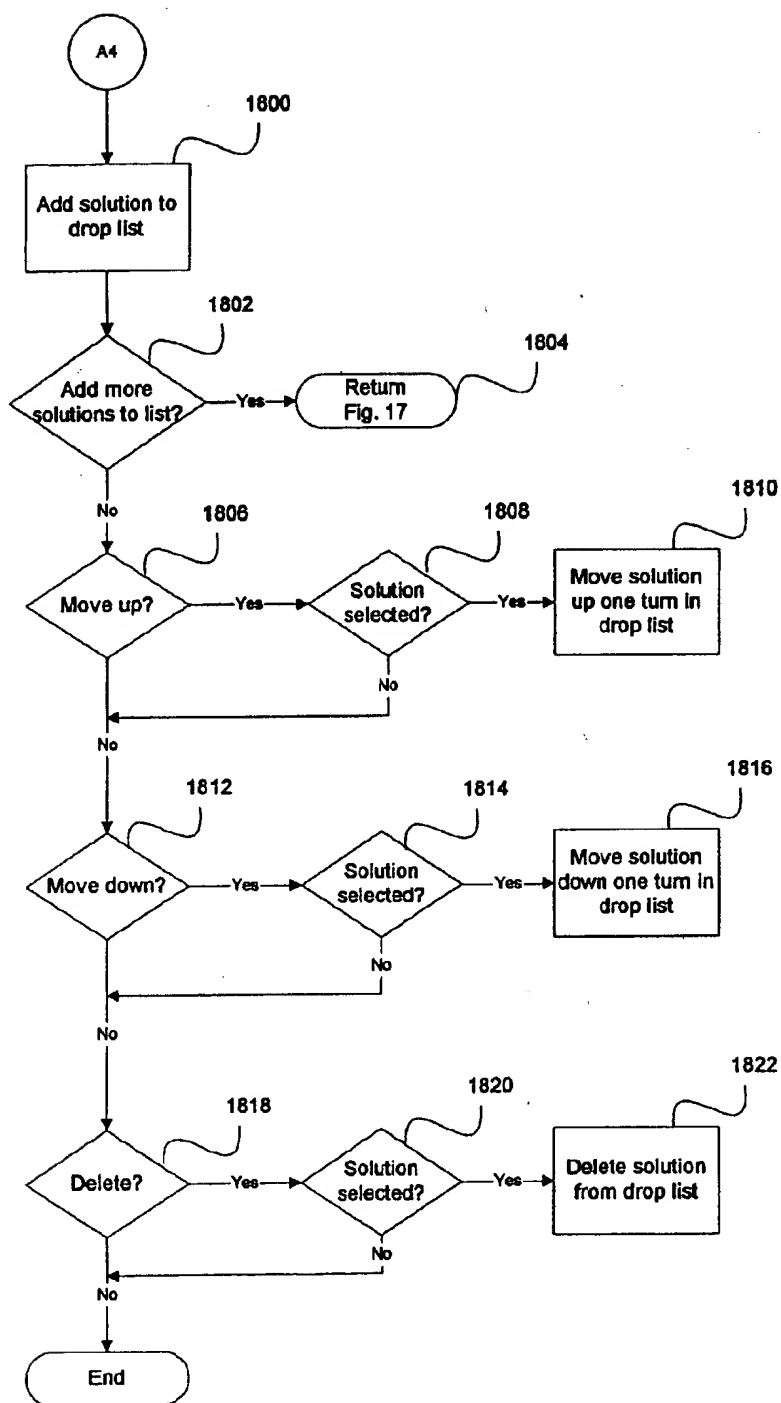 A4
1800
Add solution to
drop list
1802
Add more
solutions to list?
Yes
1804
Return
Fig. 17
No
1806
Move up?
Yes
1808
Solution
selected?
Yes
1810
Move solution
up one turn in
drop list
No
No
1812
Move down?
Yes
1814
Solution
selected?
Yes
1816
Move solution
down one turn in
drop list
No
No
1818
Delete?
Yes
1820
Solution
selected?
Yes
1822
Delete solution
from drop list
No
No
End